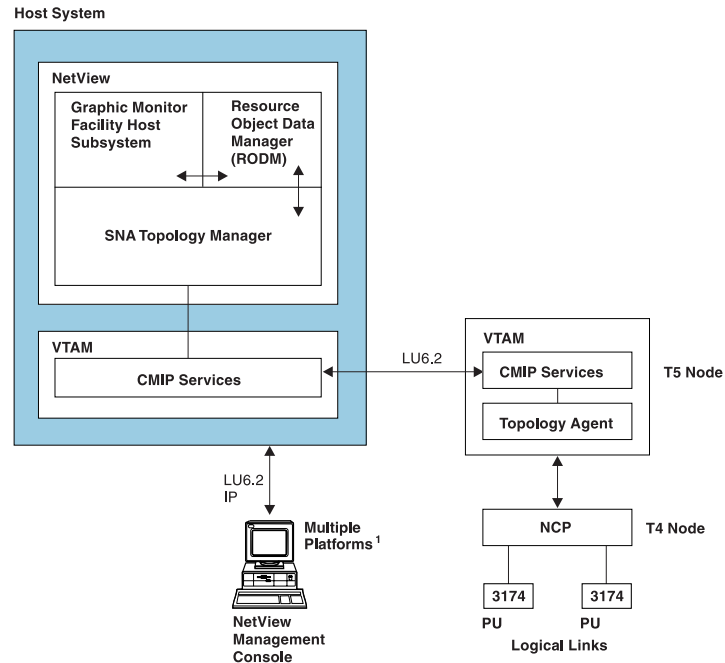 Host System
NetView
Graphic Monitor
Facility Host
Subsystem
Resource
Object Data
Manager
(RODM)
SNA Topology Manager
VTAM
CMIP Services
LU6.2
VTAM
CMIP Services
Topology Agent
T5 Node
LU6.2
IP
Multiple
Platforms¹
NetView
Management
Console
NCP
T4 Node
3174
3174
PU
PU
Logical Links